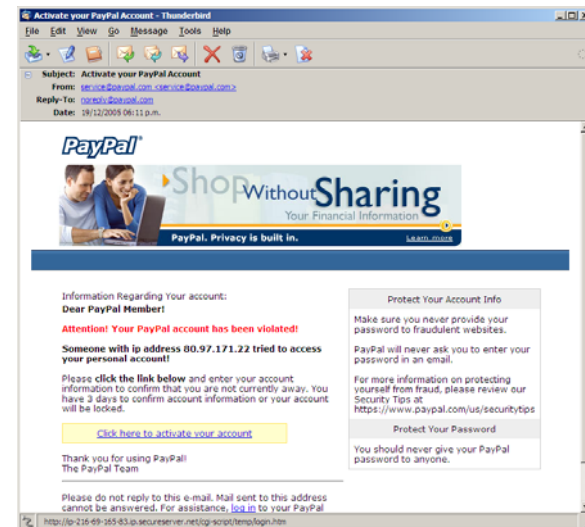 Activate your PayPal Account - Thunderbird
File Edit View Go Message Tools Help
Subject: Activate your PayPal Account
From: service@paypal.com <service@paypal.com>
Reply-To: noreply@paypal.com
Date: 19/12/2005 06:11 p.m.
PayPal
Shop Without Sharing
Your Financial Information
PayPal. Privacy is built in.
Learn more
Information Regarding Your account:
Dear PayPal Member!
Attention! Your PayPal account has been violated!
Someone with ip address 80.97.171.22 tried to access
your personal account!
Please click the link below and enter your account
information to confirm that you are not currently away. You
have 3 days to confirm account information or your account
will be locked.
Click here to activate your account
Thank you for using PayPal!
The PayPal Team
Please do not reply to this e-mail. Mail sent to this address
cannot be answered. For assistance, log in to your PayPal
Protect Your Account Info
Make sure you never provide your
password to fraudulent websites.
PayPal will never ask you to enter your
password in an email.
For more information on protecting
yourself from fraud, please review our
Security Tips at
https://www.paypal.com/us/securitytips
Protect Your Password
You should never give your PayPal
password to anyone.
http://ip-216-69-165-83.ip.secureserver.net/cgi-script/temp/login.htm